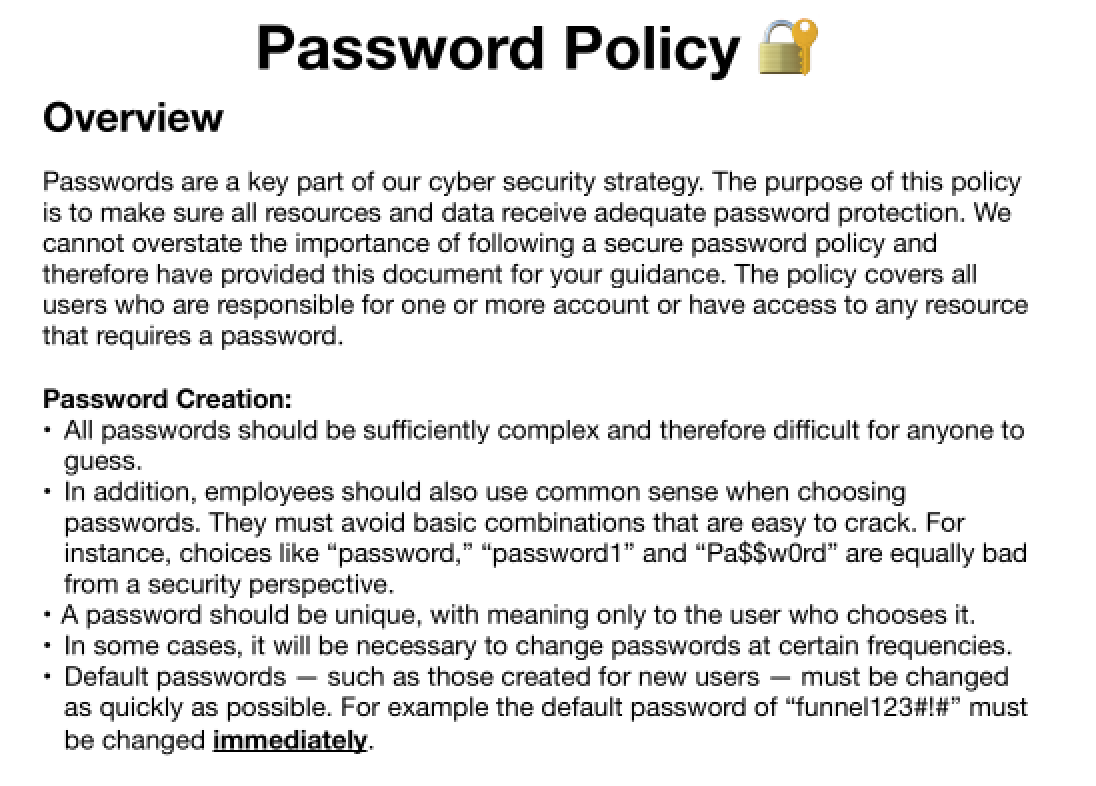 Password Policy 🔐
Overview
Passwords are a key part of our cyber security strategy. The purpose of this policy
is to make sure all resources and data receive adequate password protection. We
cannot overstate the importance of following a secure password policy and
therefore have provided this document for your guidance. The policy covers all
users who are responsible for one or more account or have access to any resource
that requires a password.
Password Creation:
• All passwords should be sufficiently complex and therefore difficult for anyone to
guess.
• In addition, employees should also use common sense when choosing
passwords. They must avoid basic combinations that are easy to crack. For
instance, choices like “password,” “password1” and “Pa$$w0rd” are equally bad
from a security perspective.
• A password should be unique, with meaning only to the user who chooses it.
• In some cases, it will be necessary to change passwords at certain frequencies.
• Default passwords — such as those created for new users — must be changed
as quickly as possible. For example the default password of “funnel123#!#” must
be changed immediately.